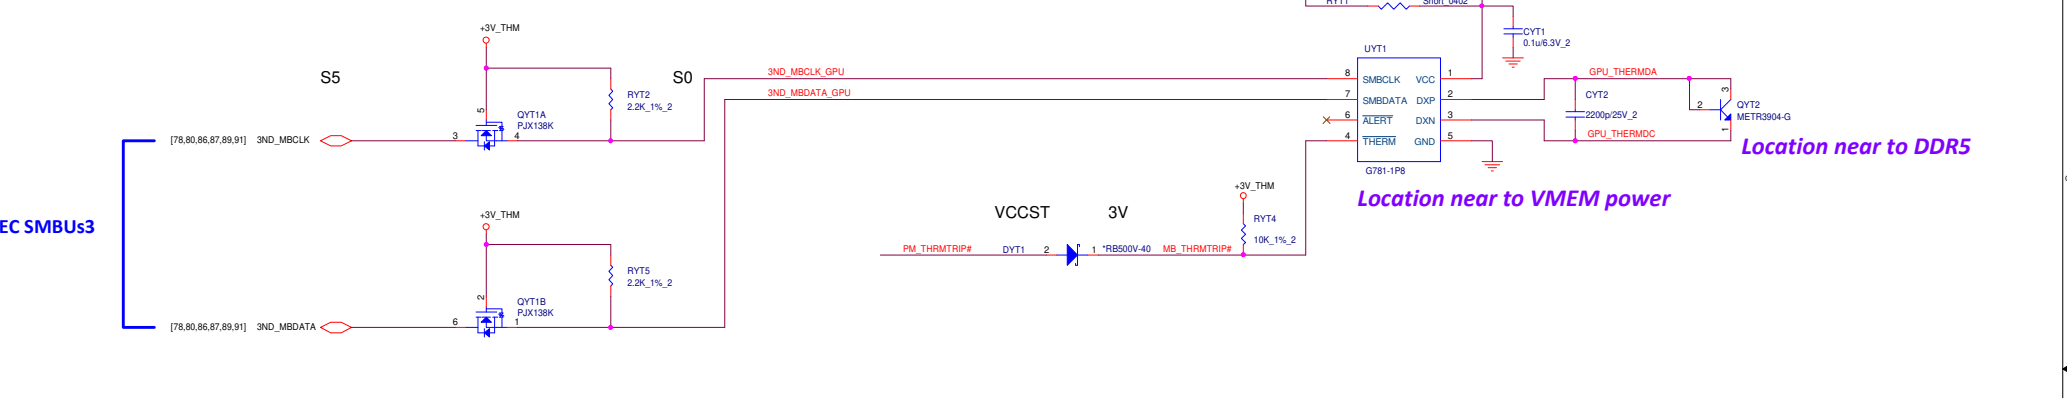 RYT1 Short_0402
+3V_THM
CYT1
0.1u/6.3V_2
UYT1
S5
S0
3ND_MBCLK_GPU
8 SMBCLK VCC 1
GPU_THERMDA
RYT2
2.2K_1%_2
3ND_MBDATA_GPU
7 SMBDATA DXP 2
CYT2
2200p/25V_2
3
2
1
QYT2
METR3904-G
5
QYT1A
PJX138K
6 ALERT DXN 3
GPU_THERMDC
[78,80,86,87,89,91] 3ND_MBCLK
3
4
4 THERM GND 5
Location near to DDR5
G781-1P8
+3V_THM
Location near to VMEM power
VCCST
3V
RYT4
10K_1%_2
+3V_THM
EC SMBUs3
PM_THRMTRIP# DYT1 2 1 *RB500V-40 MB_THRMTRIP#
RYT5
2.2K_1%_2
2
QYT1B
PJX138K
[78,80,86,87,89,91] 3ND_MBDATA
6
1